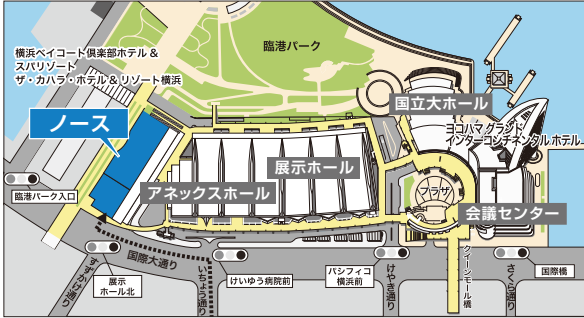 横浜ベイコート倶楽部ホテル &
スパリゾート
ザ・カハラ・ホテル & リゾート横浜
臨港パーク
国立大ホール
ノース
ヨコハマ グランド
インターコンチネンタル ホテル
展示ホール
アネックスホール
プラザ
会議センター
臨港パーク入口
国際大通り
すずかけ通り
展示
ホール北
いちょう通り
けいゆう病院前
パシフィコ
横浜前
けやき通り
クイーンモール橋
さくら通り
国際橋